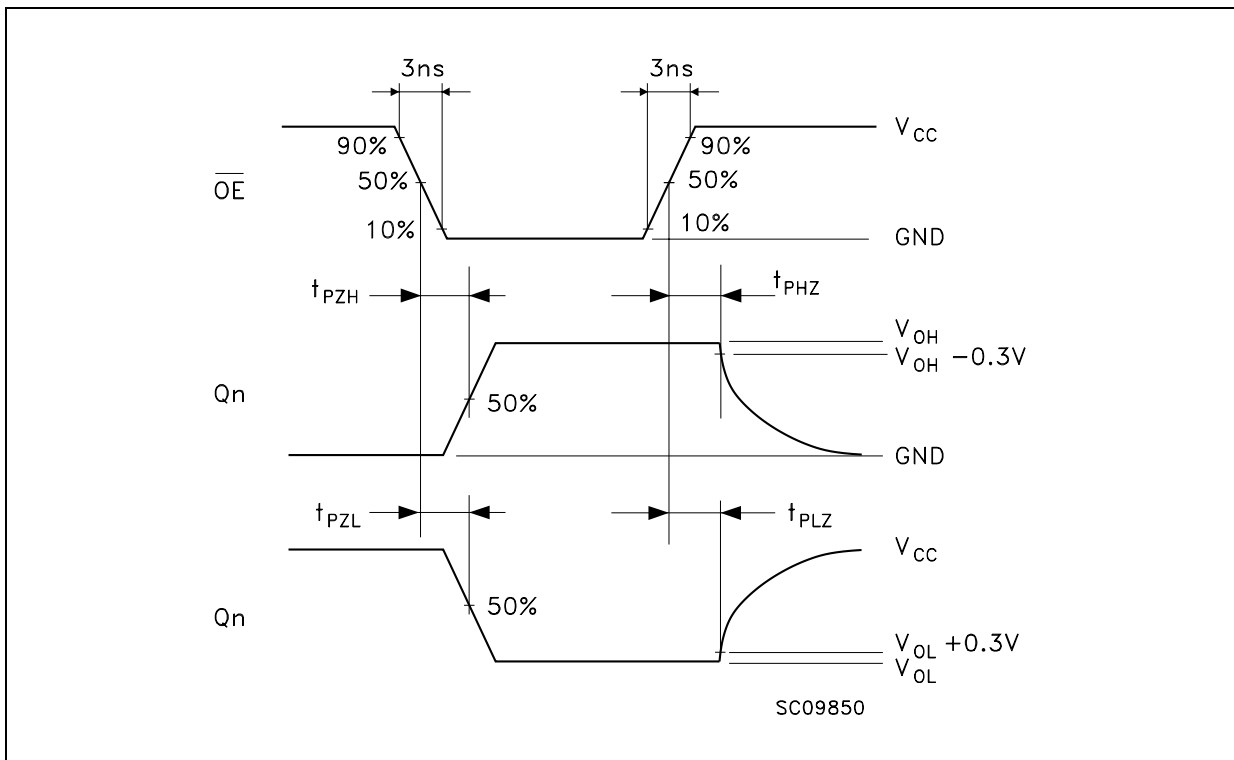 3ns 3ns
V_CC
90% 90%
50% 50%
O̅E̅
10% 10%
GND
t_PZH t_PHZ
V_OH
V_OH -0.3V
Qn
50%
GND
t_PZL t_PLZ
V_CC
50%
Qn
V_OL +0.3V
V_OL
SC09850